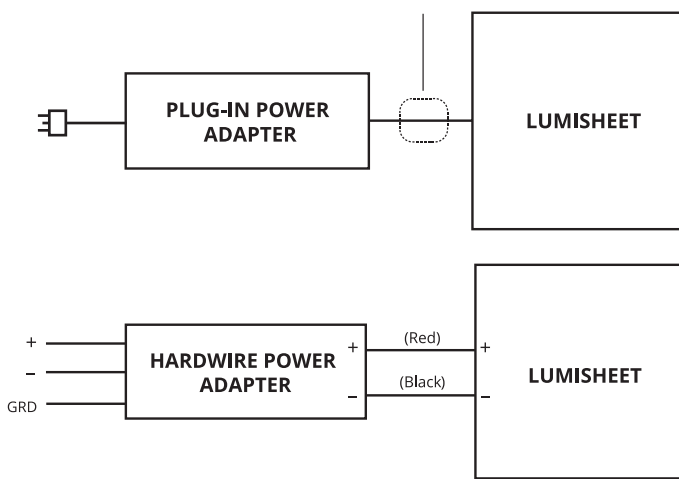 PLUG-IN POWER
ADAPTER
LUMISHEET
+
–
GRD
HARDWIRE POWER
ADAPTER
+
–
(Red)
(Black)
+
–
LUMISHEET